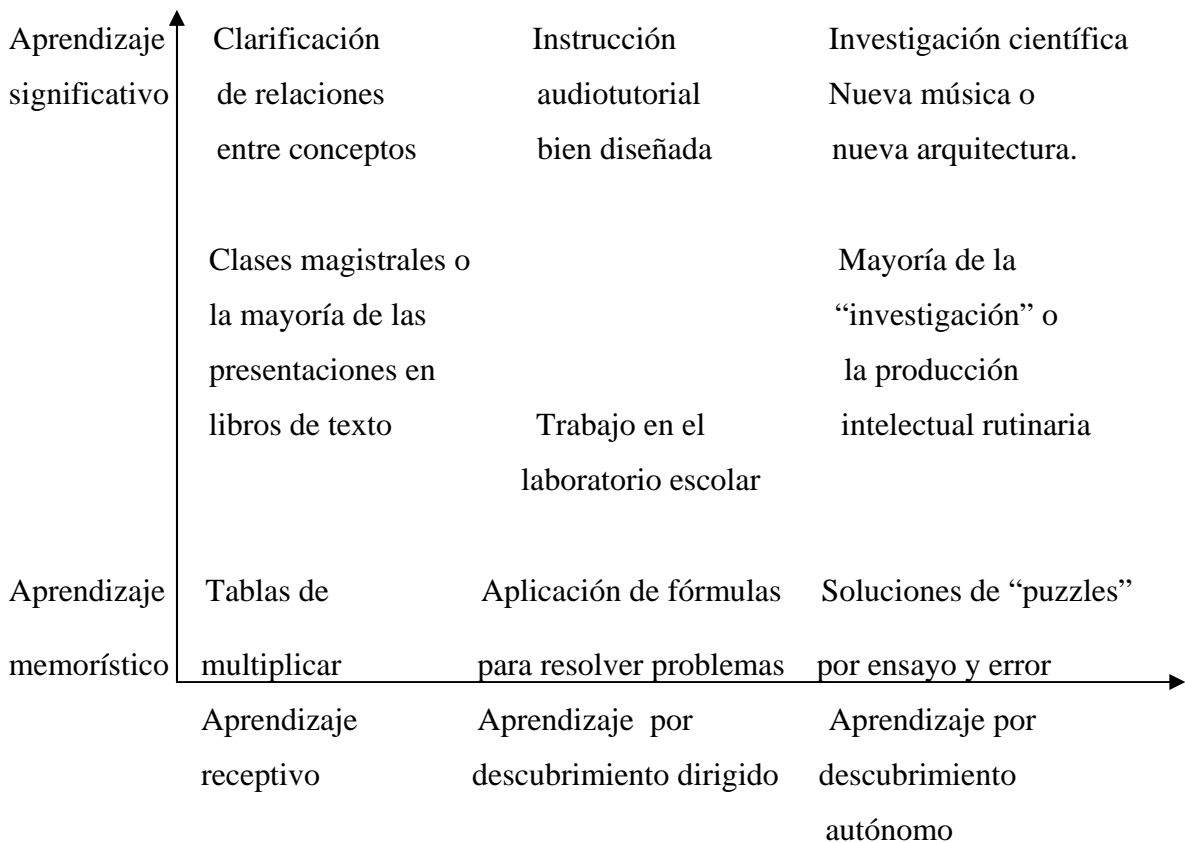 Aprendizaje Clarificación Instrucción Investigación científica
significativo de relaciones audiotutorial Nueva música o
entre conceptos bien diseñada nueva arquitectura.
Clases magistrales o Mayoría de la
la mayoría de las “investigación” o
presentaciones en la producción
libros de texto Trabajo en el intelectual rutinaria
laboratorio escolar
Aprendizaje Tablas de Aplicación de fórmulas Soluciones de “puzzles”
memorístico multiplicar para resolver problemas por ensayo y error
Aprendizaje Aprendizaje por Aprendizaje por
receptivo descubrimiento dirigido descubrimiento
autónomo